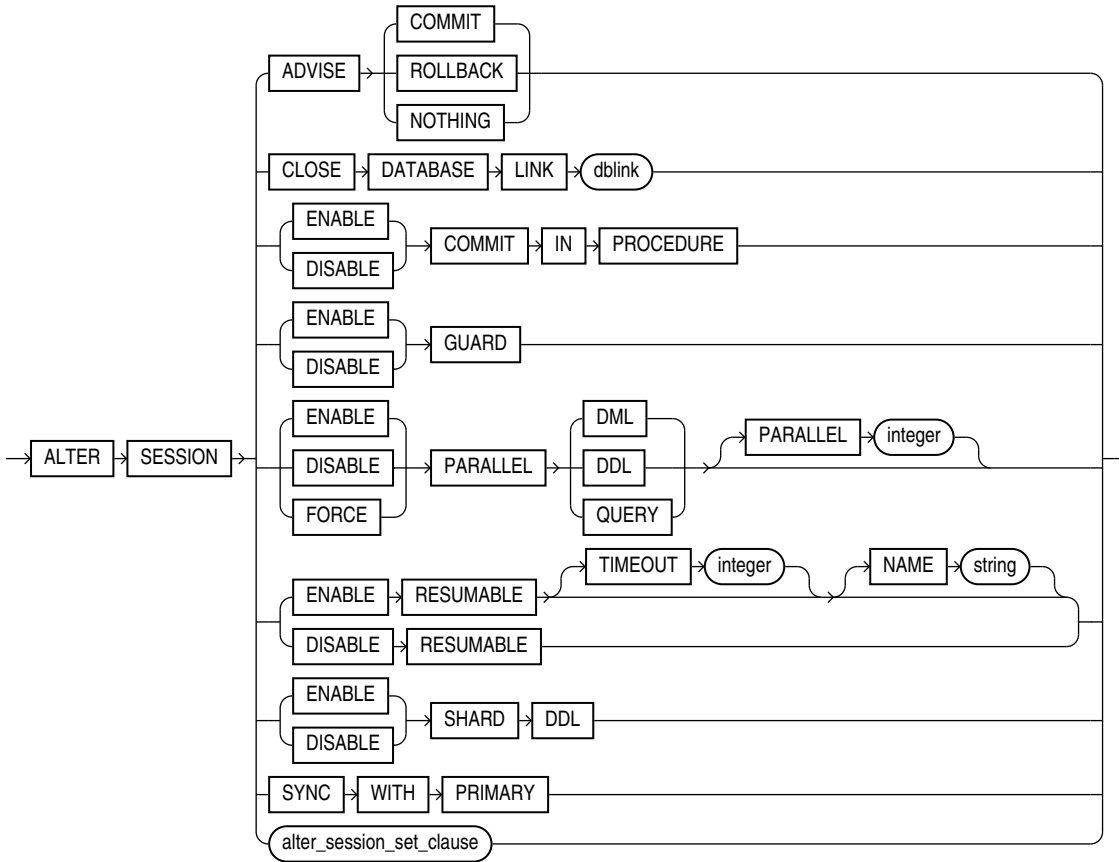 COMMIT
ADVISE ROLLBACK
NOTHING
CLOSE DATABASE LINK dblink
ENABLE
COMMIT IN PROCEDURE
DISABLE
ENABLE
GUARD
DISABLE
ENABLE DML PARALLEL integer
ALTER SESSION DISABLE PARALLEL DDL
FORCE QUERY
TIMEOUT integer NAME string
ENABLE RESUMABLE
DISABLE RESUMABLE
ENABLE
SHARD DDL
DISABLE
SYNC WITH PRIMARY
alter_session_set_clause